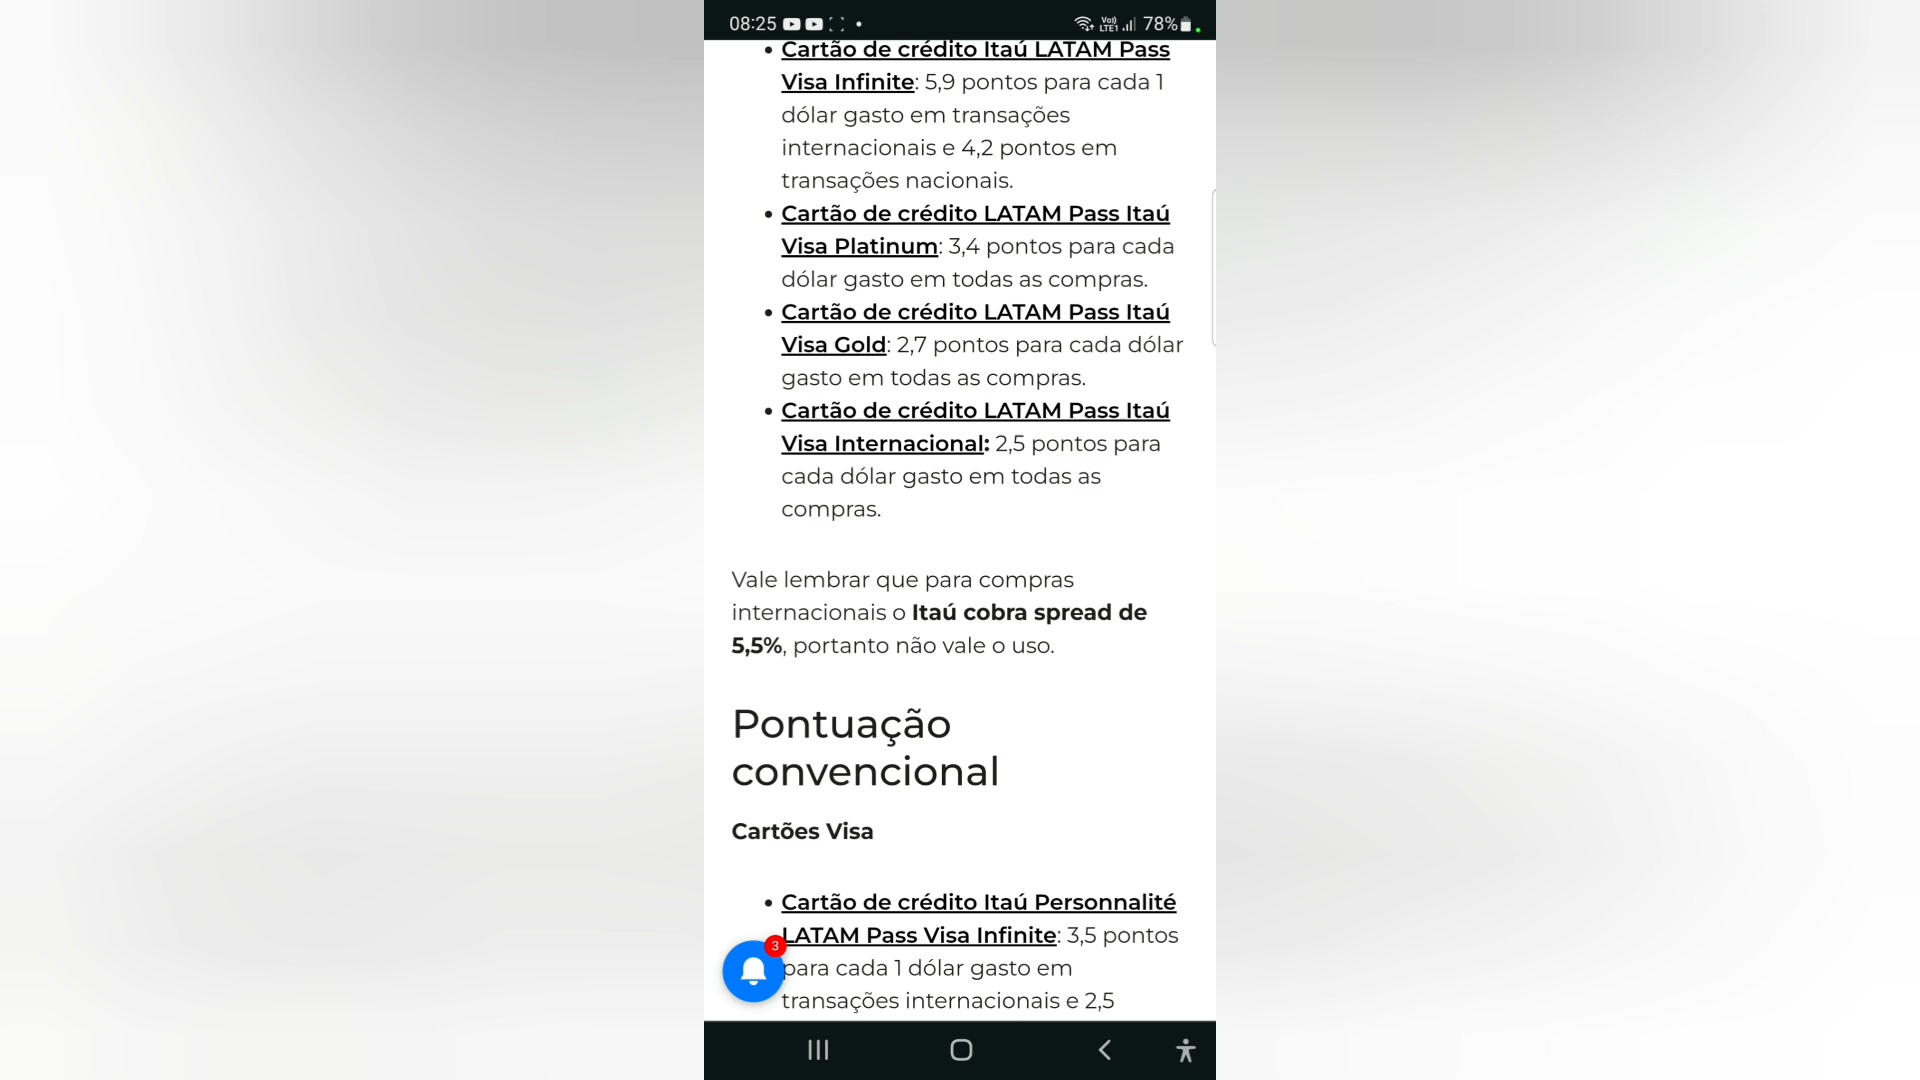 08:25
Vo))
LTE1
78%
• Cartão de crédito Itaú LATAM Pass
Visa Infinite: 5,9 pontos para cada 1
dólar gasto em transações
internacionais e 4,2 pontos em
transações nacionais.
• Cartão de crédito LATAM Pass Itaú
Visa Platinum: 3,4 pontos para cada
dólar gasto em todas as compras.
• Cartão de crédito LATAM Pass Itaú
Visa Gold: 2,7 pontos para cada dólar
gasto em todas as compras.
• Cartão de crédito LATAM Pass Itaú
Visa Internacional: 2,5 pontos para
cada dólar gasto em todas as
compras.
Vale lembrar que para compras
internacionais o Itaú cobra spread de
5,5%, portanto não vale o uso.
Pontuação
convencional
Cartões Visa
• Cartão de crédito Itaú Personnalité
LATAM Pass Visa Infinite: 3,5 pontos
para cada 1 dólar gasto em
transações internacionais e 2,5
3